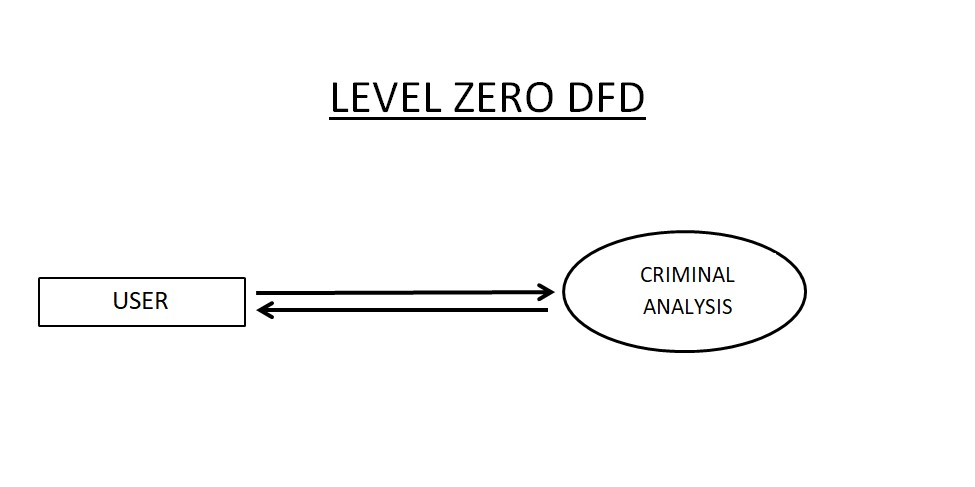 LEVEL ZERO DFD
USER
CRIMINAL
ANALYSIS